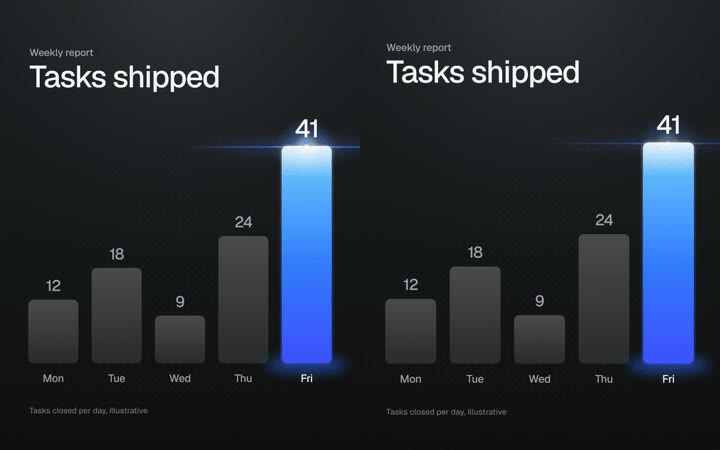 Weekly report
Tasks shipped
41
24
18
12
9
Mon Tue Wed Thu Fri
Tasks closed per day, illustrative
Weekly report
Tasks shipped
41
24
18
12
9
Mon Tue Wed Thu Fri
Tasks closed per day, illustrative